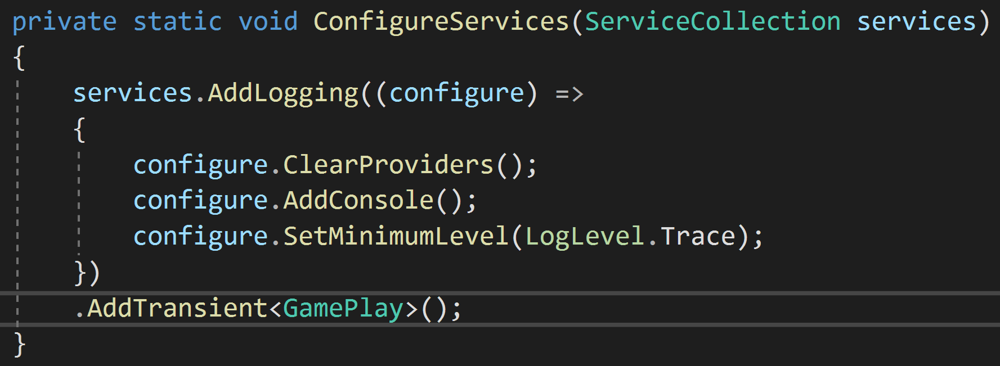 private static void ConfigureServices(ServiceCollection services)
{
    services.AddLogging((configure) =>
    {
        configure.ClearProviders();
        configure.AddConsole();
        configure.SetMinimumLevel(LogLevel.Trace);
    })
    .AddTransient<GamePlay>();
}